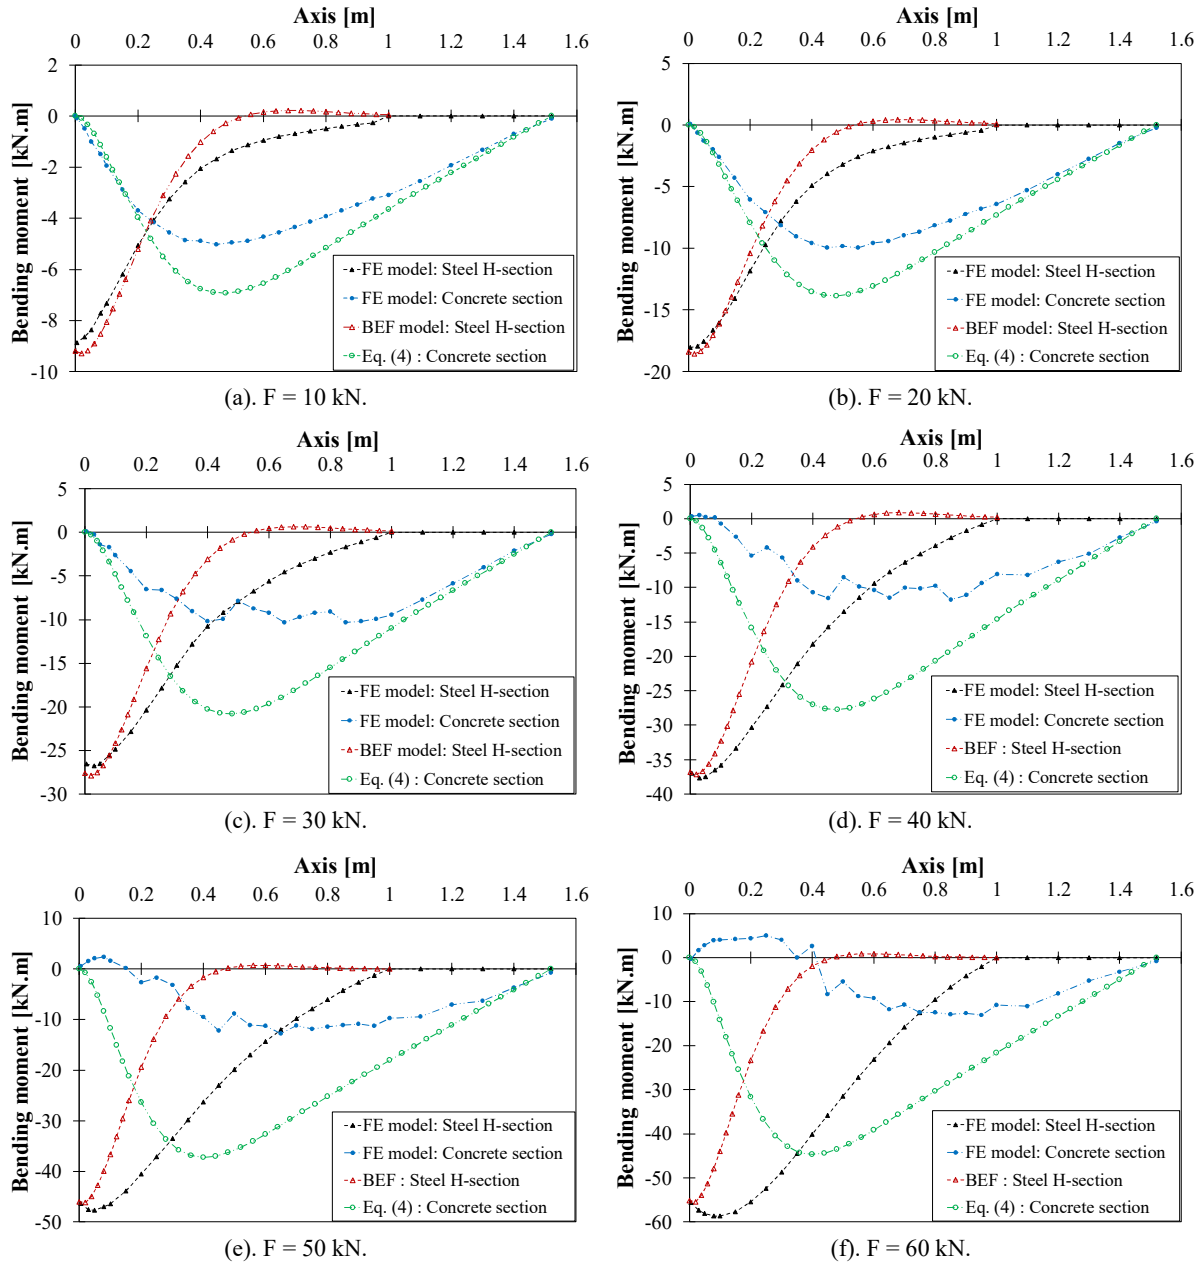 Axis [m]
0 0.2 0.4 0.6 0.8 1 1.2 1.4 1.6
Bending moment [kN.m]
2
0
-2
-4
-6
-8
-10
FE model: Steel H-section
FE model: Concrete section
BEF model: Steel H-section
Eq. (4) : Concrete section
(a). F = 10 kN.
Axis [m]
0 0.2 0.4 0.6 0.8 1 1.2 1.4 1.6
Bending moment [kN.m]
5
0
-5
-10
-15
-20
FE model: Steel H-section
FE model: Concrete section
BEF model: Steel H-section
Eq. (4) : Concrete section
(b). F = 20 kN.
Axis [m]
0 0.2 0.4 0.6 0.8 1 1.2 1.4 1.6
Bending moment [kN.m]
5
0
-5
-10
-15
-20
-25
-30
FE model: Steel H-section
FE model: Concrete section
BEF model: Steel H-section
Eq. (4) : Concrete section
(c). F = 30 kN.
Axis [m]
0 0.2 0.4 0.6 0.8 1 1.2 1.4 1.6
Bending moment [kN.m]
5
0
-5
-10
-15
-20
-25
-30
-35
-40
FE model: Steel H-section
FE model: Concrete section
BEF : Steel H-section
Eq. (4) : Concrete section
(d). F = 40 kN.
Axis [m]
0 0.2 0.4 0.6 0.8 1 1.2 1.4 1.6
Bending moment [kN.m]
10
0
-10
-20
-30
-40
-50
FE model: Steel H-section
FE model: Concrete section
BEF : Steel H-section
Eq. (4) : Concrete section
(e). F = 50 kN.
Axis [m]
0 0.2 0.4 0.6 0.8 1 1.2 1.4 1.6
Bending moment [kN.m]
10
0
-10
-20
-30
-40
-50
-60
FE model: Steel H-section
FE model: Concrete section
BEF : Steel H-section
Eq. (4) : Concrete section
(f). F = 60 kN.